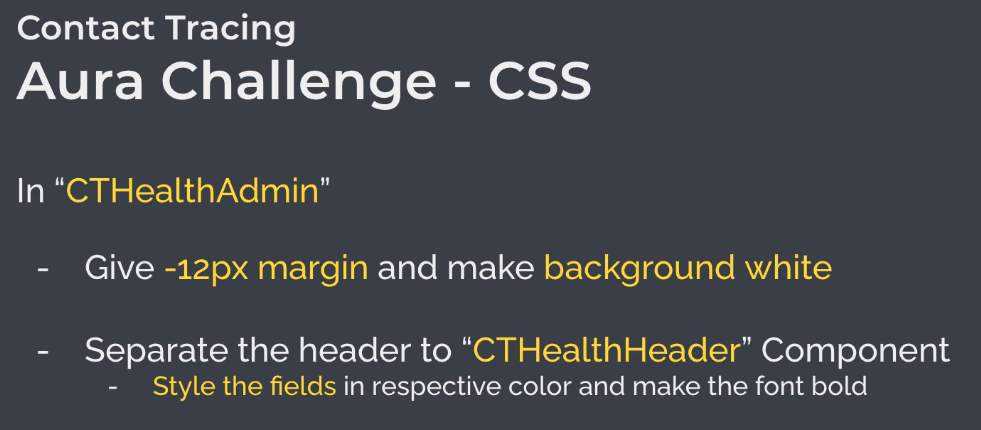 Contact Tracing
Aura Challenge - CSS
In “CTHealthAdmin”
- Give -12px margin and make background white
- Separate the header to “CTHealthHeader” Component
- Style the fields in respective color and make the font bold